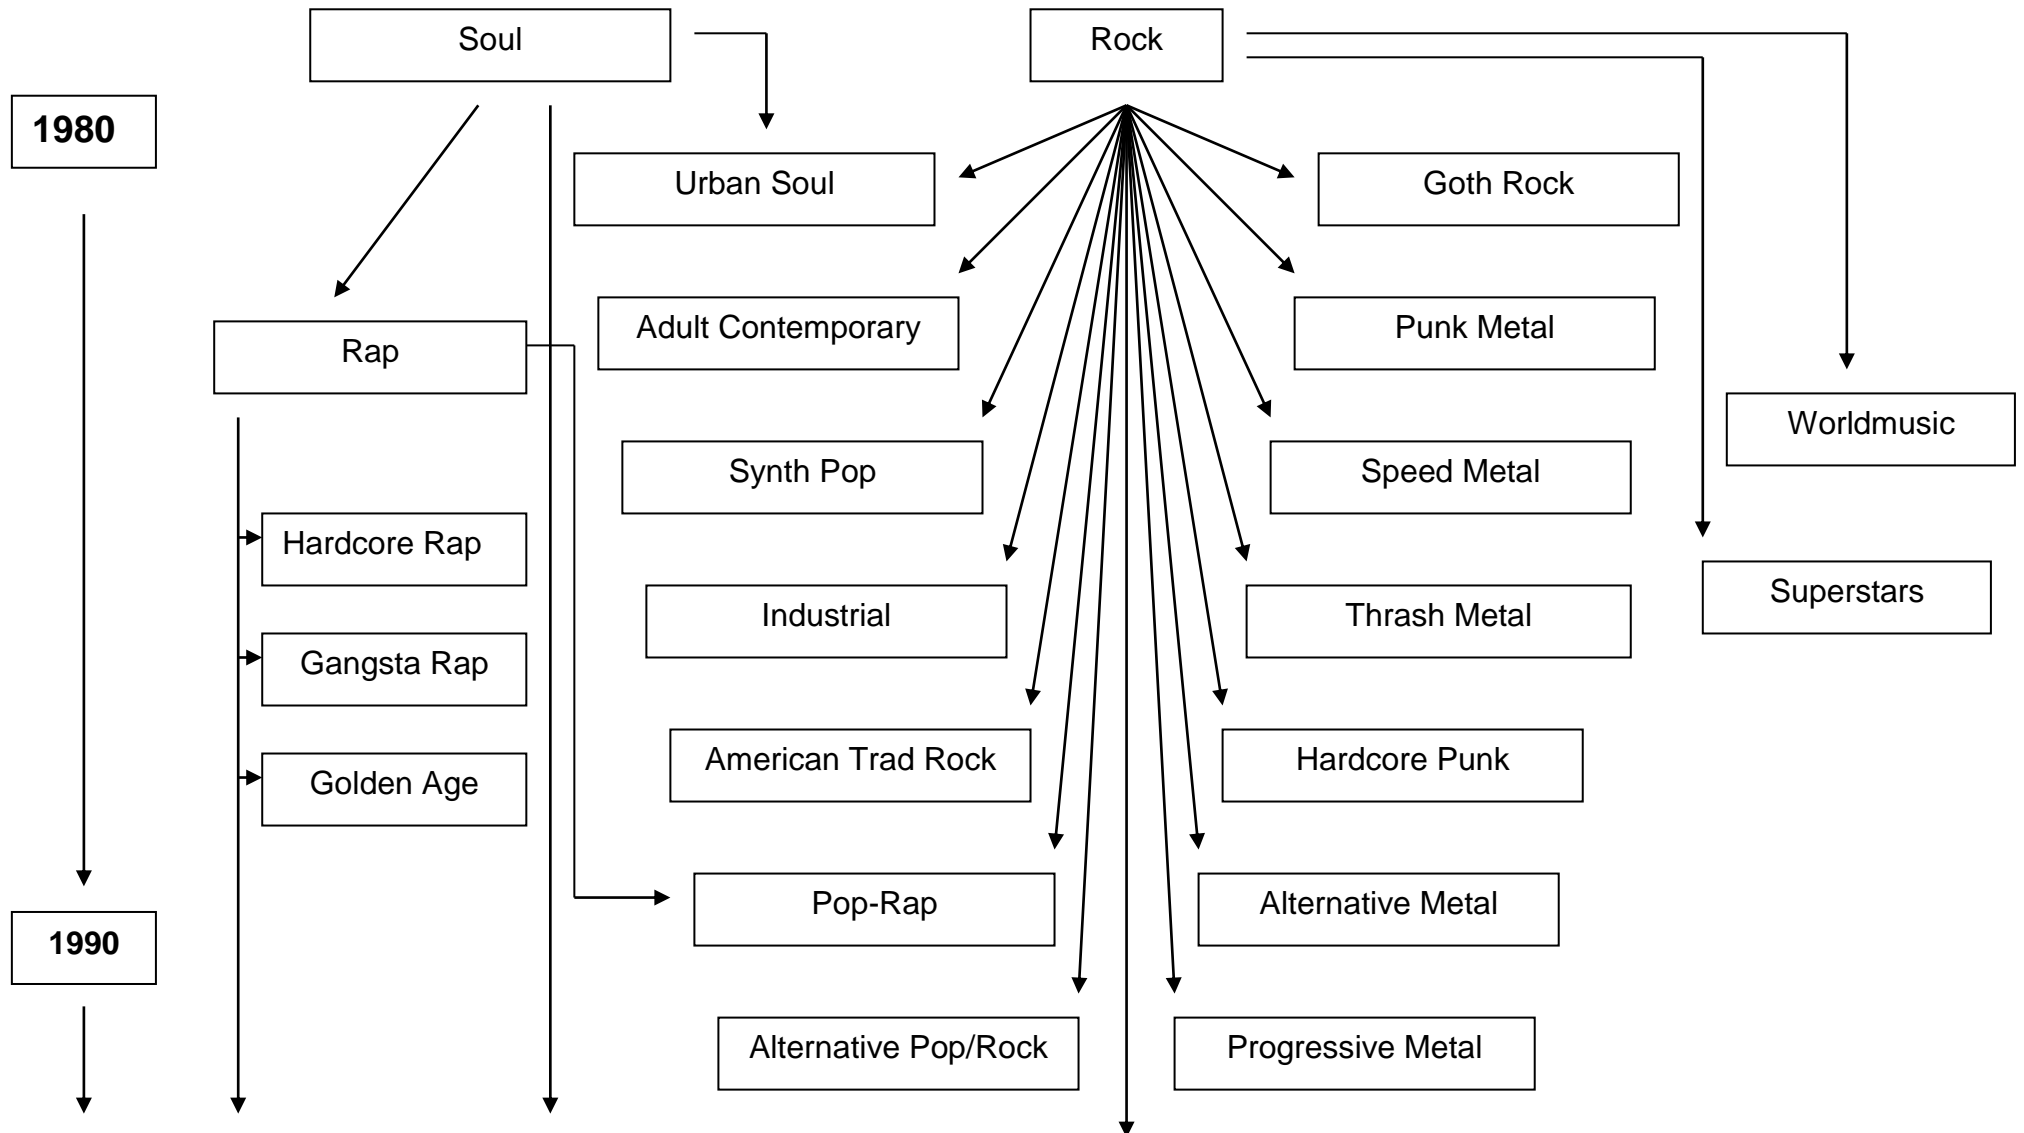 Soul
Rock
1980
Urban Soul
Goth Rock
Adult Contemporary
Punk Metal
Rap
Worldmusic
Synth Pop
Speed Metal
Hardcore Rap
Superstars
Industrial
Thrash Metal
Gangsta Rap
American Trad Rock
Hardcore Punk
Golden Age
Pop-Rap
Alternative Metal
1990
Alternative Pop/Rock
Progressive Metal